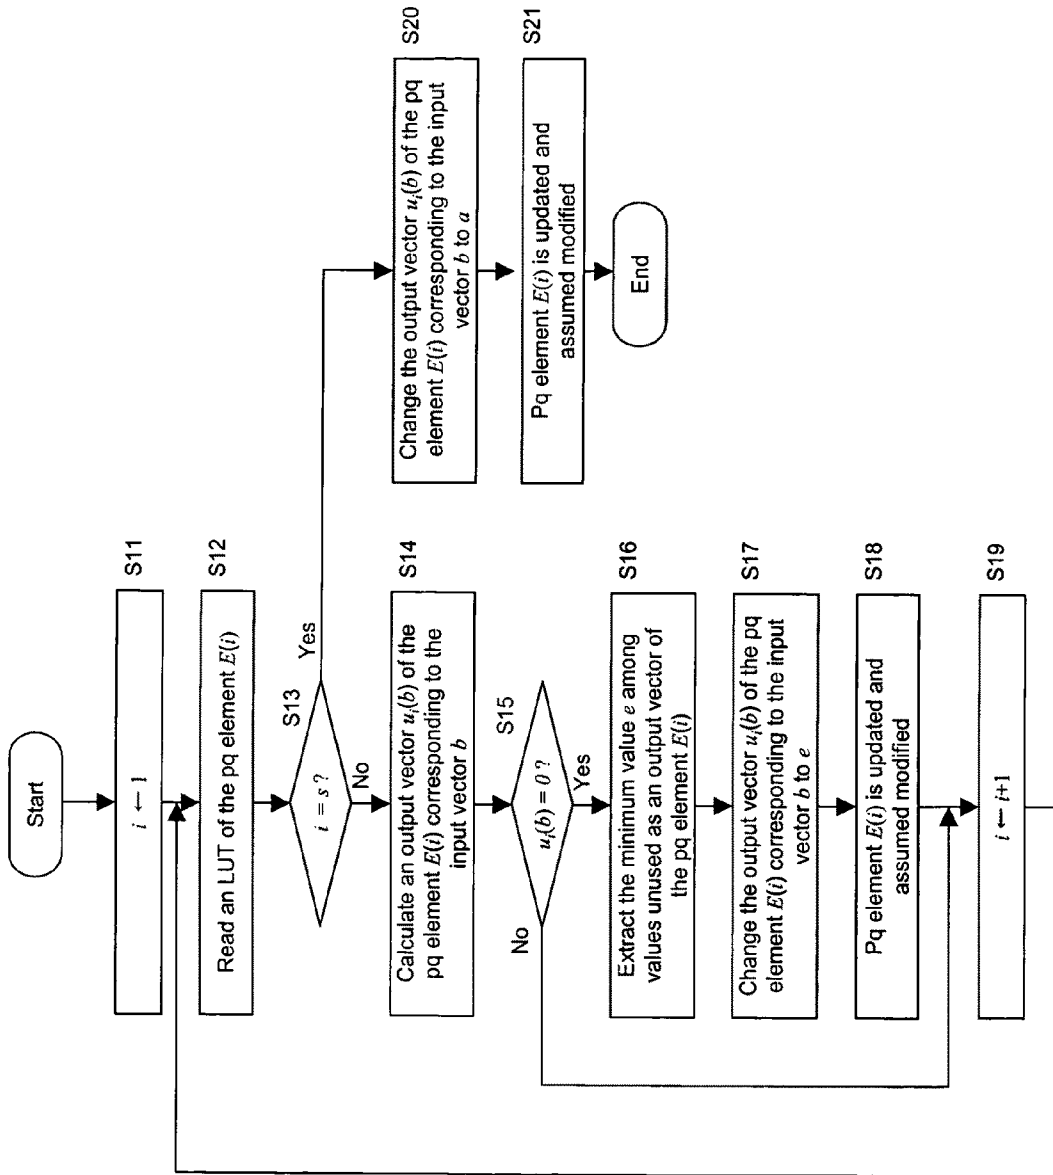 Start
S11
i ← 1
S12
Read an LUT of the pq element E(i)
S13
i = s ?
Yes
No
S14
Calculate an output vector u_i(b) of the
pq element E(i) corresponding to the
input vector b
S15
u_i(b) = 0 ?
No
Yes
S16
Extract the minimum value e among
values unused as an output vector of
the pq element E(i)
S17
Change the output vector u_i(b) of the pq
element E(i) corresponding to the input
vector b to e
S18
Pq element E(i) is updated and
assumed modified
S19
i ← i+1
S20
Change the output vector u_i(b) of the pq
element E(i) corresponding to the input
vector b to a
S21
Pq element E(i) is updated and
assumed modified
End